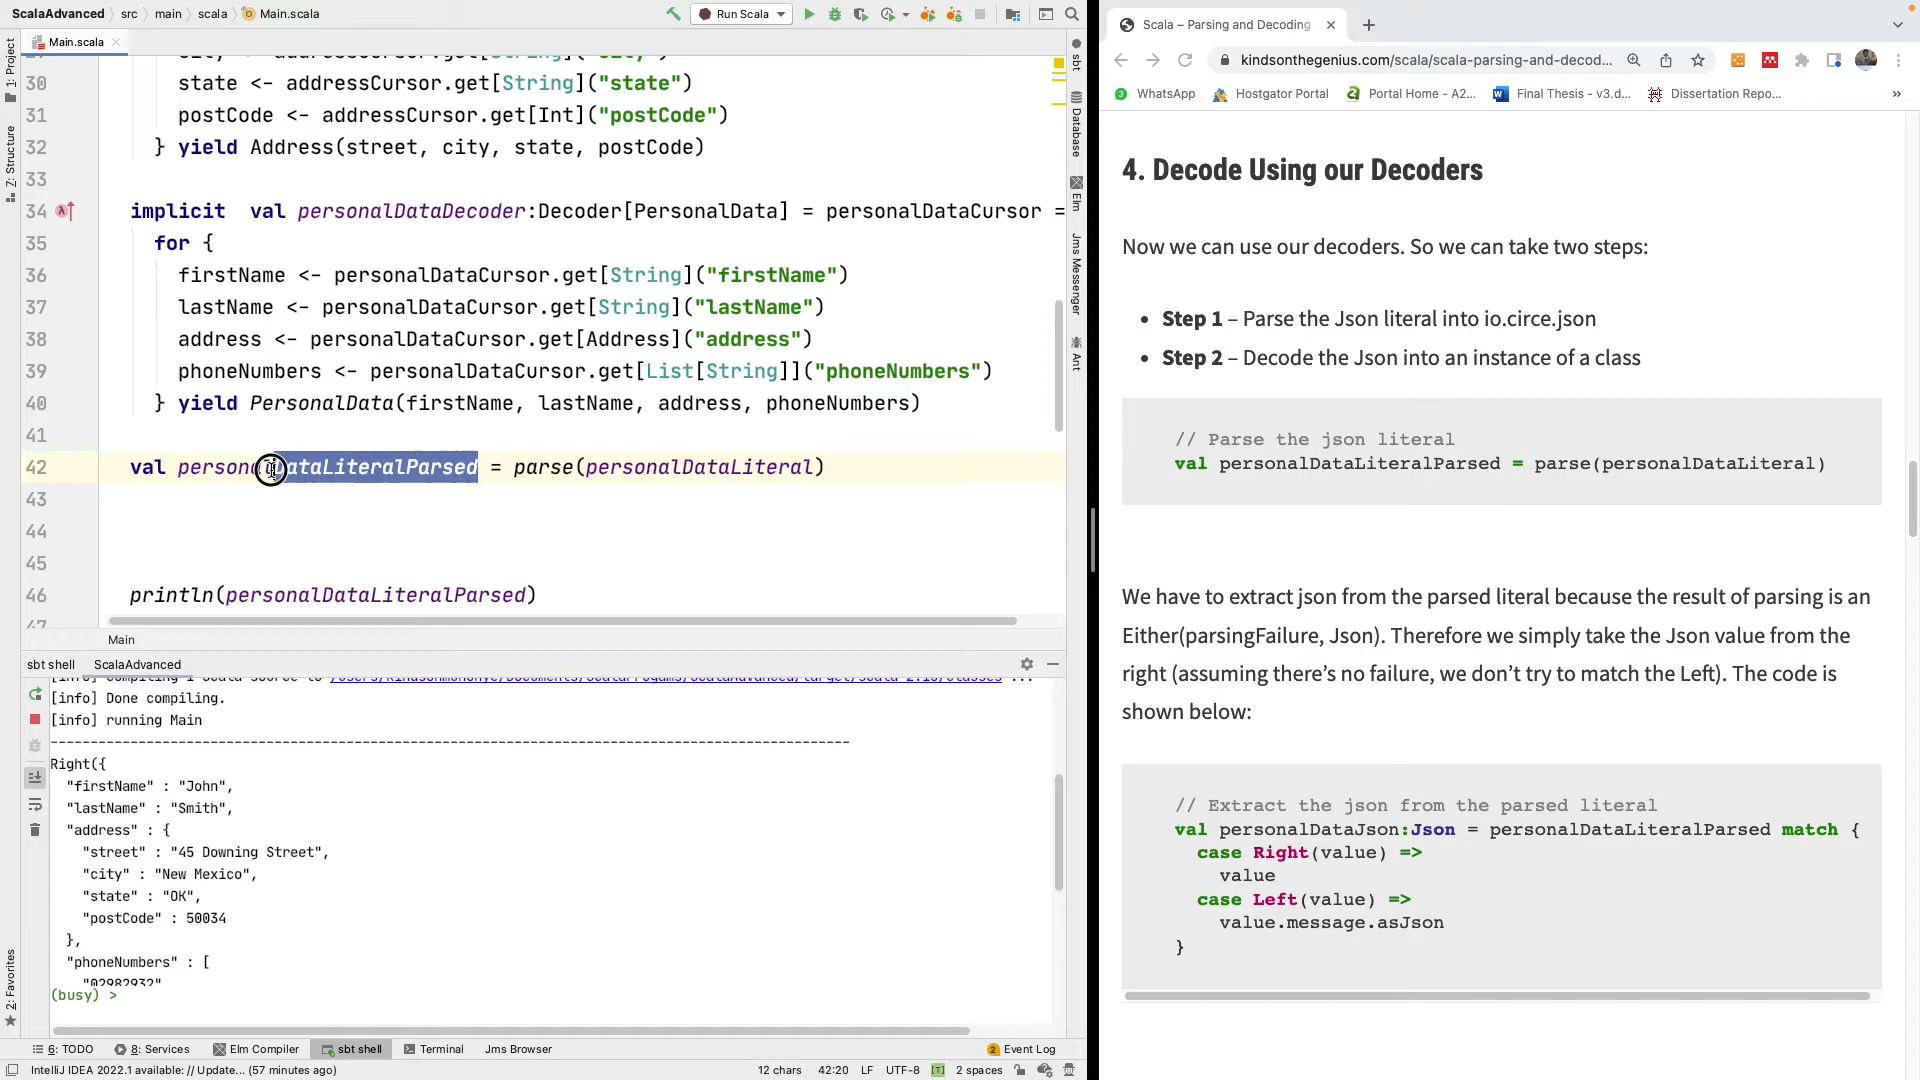 ScalaAdvanced src main scala Main.scala
Run Scala
Main.scala
1: Project
Z: Structure
2: Favorites
30 state <- addressCursor.get[String]("state")
31 postCode <- addressCursor.get[Int]("postCode")
32 } yield Address(street, city, state, postCode)
33
34 implicit val personalDataDecoder:Decoder[PersonalData] = personalDataCursor =
35 for {
36 firstName <- personalDataCursor.get[String]("firstName")
37 lastName <- personalDataCursor.get[String]("lastName")
38 address <- personalDataCursor.get[Address]("address")
39 phoneNumbers <- personalDataCursor.get[List[String]]("phoneNumbers")
40 } yield PersonalData(firstName, lastName, address, phoneNumbers)
41
42 val personalDataLiteralParsed = parse(personalDataLiteral)
43
44
45
46 println(personalDataLiteralParsed)
47
sbt
Database
Elm
Jms Messenger
Ant
Main
sbt shell ScalaAdvanced
[info] Done compiling.
[info] running Main
Right({
"firstName" : "John",
"lastName" : "Smith",
"address" : {
"street" : "45 Downing Street",
"city" : "New Mexico",
"state" : "OK",
"postCode" : 50034
},
"phoneNumbers" : [
"02982932"
(busy) >
6: TODO 8: Services Elm Compiler sbt shell Terminal Jms Browser 2 Event Log
IntelliJ IDEA 2022.1 available: // Update... (57 minutes ago) 12 chars 42:20 LF UTF-8 [T] 2 spaces
Scala – Parsing and Decoding
kindsonthegenius.com/scala/scala-parsing-and-decod...
WhatsApp Hostgator Portal Portal Home - A2... Final Thesis - v3.d... Dissertation Repo... »
4. Decode Using our Decoders
Now we can use our decoders. So we can take two steps:
• Step 1 – Parse the Json literal into io.circe.json
• Step 2 – Decode the Json into an instance of a class
// Parse the json literal
val personalDataLiteralParsed = parse(personalDataLiteral)
We have to extract json from the parsed literal because the result of parsing is an
Either(parsingFailure, Json). Therefore we simply take the Json value from the
right (assuming there’s no failure, we don’t try to match the Left). The code is
shown below:
// Extract the json from the parsed literal
val personalDataJson:Json = personalDataLiteralParsed match {
case Right(value) =>
value
case Left(value) =>
value.message.asJson
}